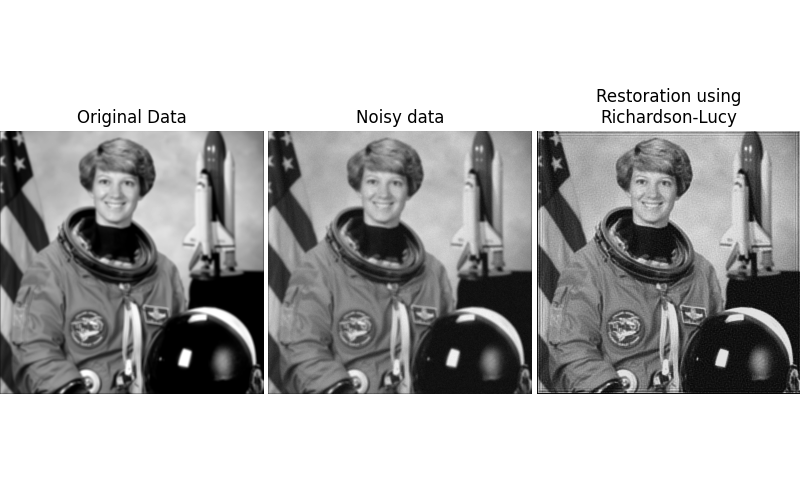 Original Data
Noisy data
Restoration using
Richardson-Lucy